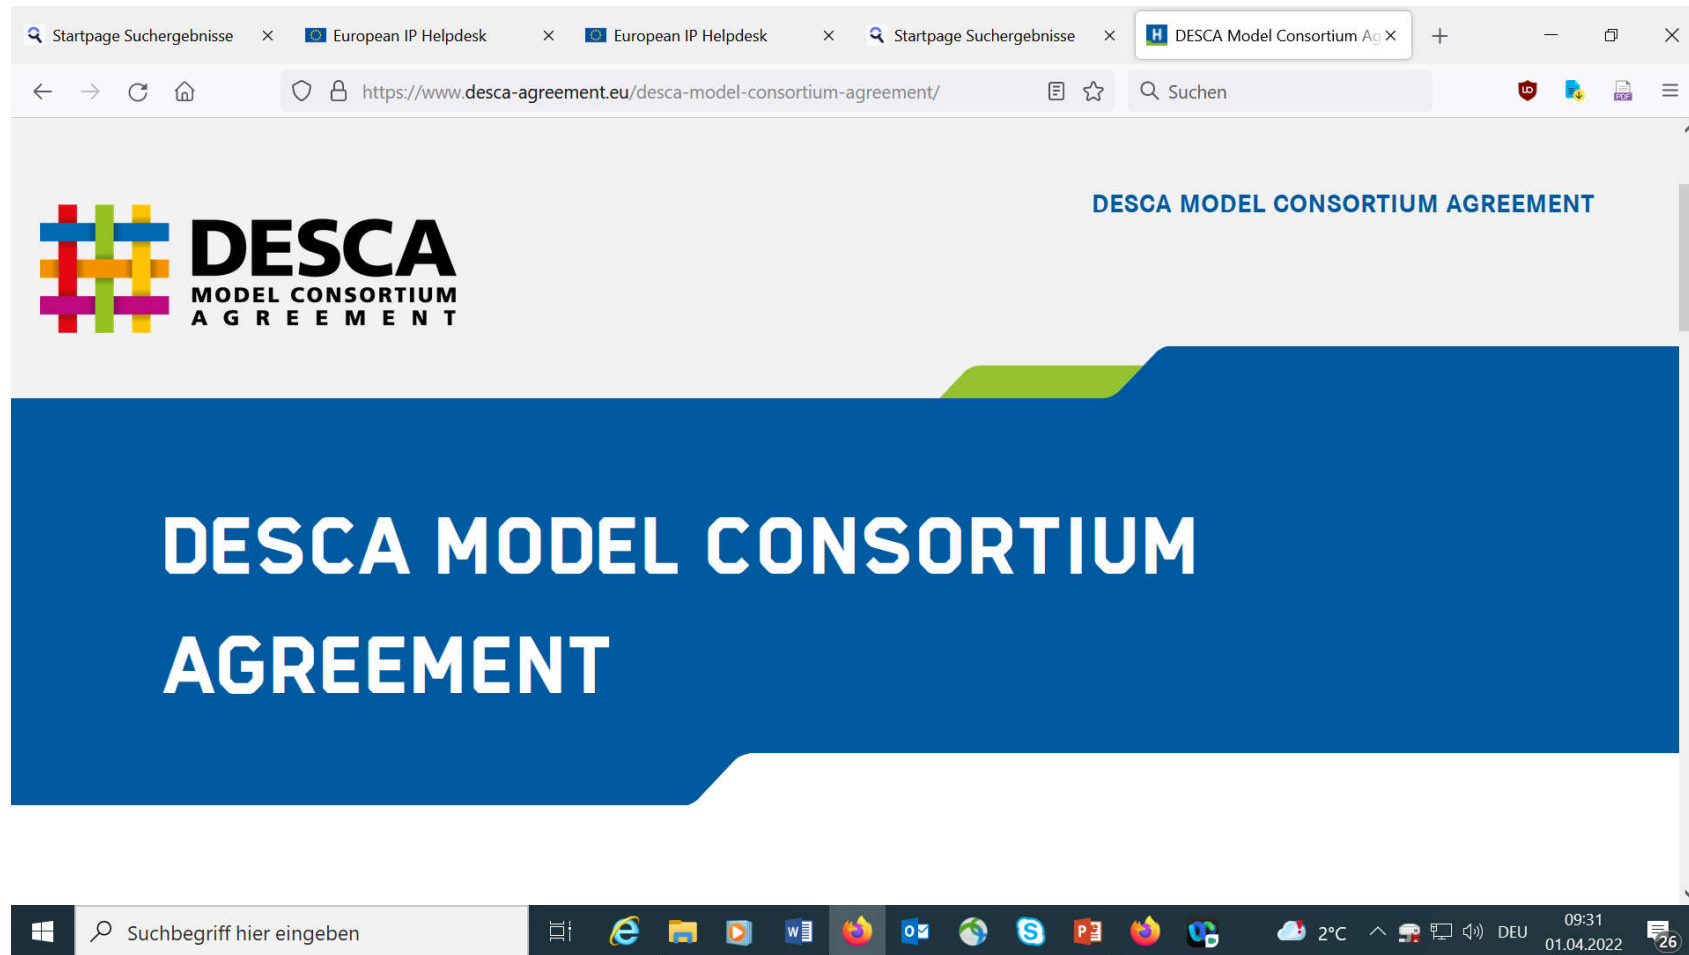 Startpage Suchergebnisse
European IP Helpdesk
European IP Helpdesk
Startpage Suchergebnisse
DESCA Model Consortium Ag
https://www.desca-agreement.eu/desca-model-consortium-agreement/
Suchen
DESCA MODEL CONSORTIUM AGREEMENT
DESCA
MODEL CONSORTIUM
AGREEMENT
DESCA MODEL CONSORTIUM
AGREEMENT
Suchbegriff hier eingeben
2°C
DEU
09:31
01.04.2022
26